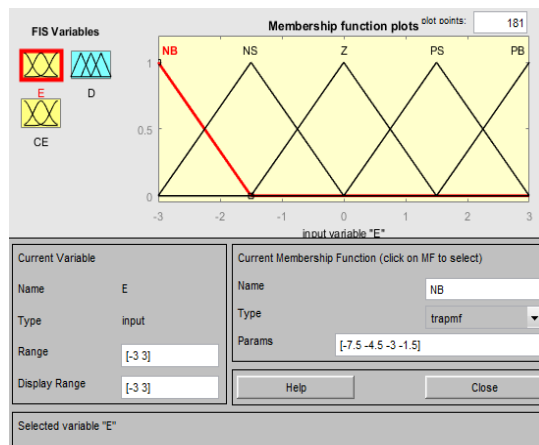 FIS Variables
E
D
CE
Membership function plots
plot points:
181
NB
NS
Z
PS
PB
1
0.5
0
-3
-2
-1
0
1
2
3
input variable "E"
Current Variable
Name
E
Type
input
Range
[-3 3]
Display Range
[-3 3]
Current Membership Function (click on MF to select)
Name
NB
Type
trapmf
Params
[-7.5 -4.5 -3 -1.5]
Help
Close
Selected variable "E"